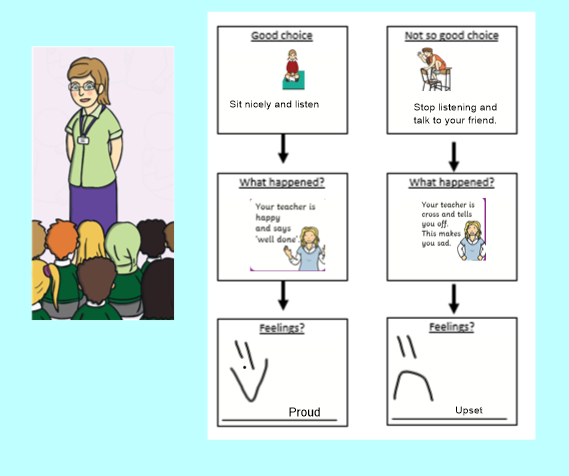 Good choice
Sit nicely and listen
What happened?
Your teacher is
happy
and says
'well done'.
Feelings?
Proud
Not so good choice
Stop listening and
talk to your friend.
What happened?
Your teacher is
cross and tells
you off.
This makes
you sad.
Feelings?
Upset